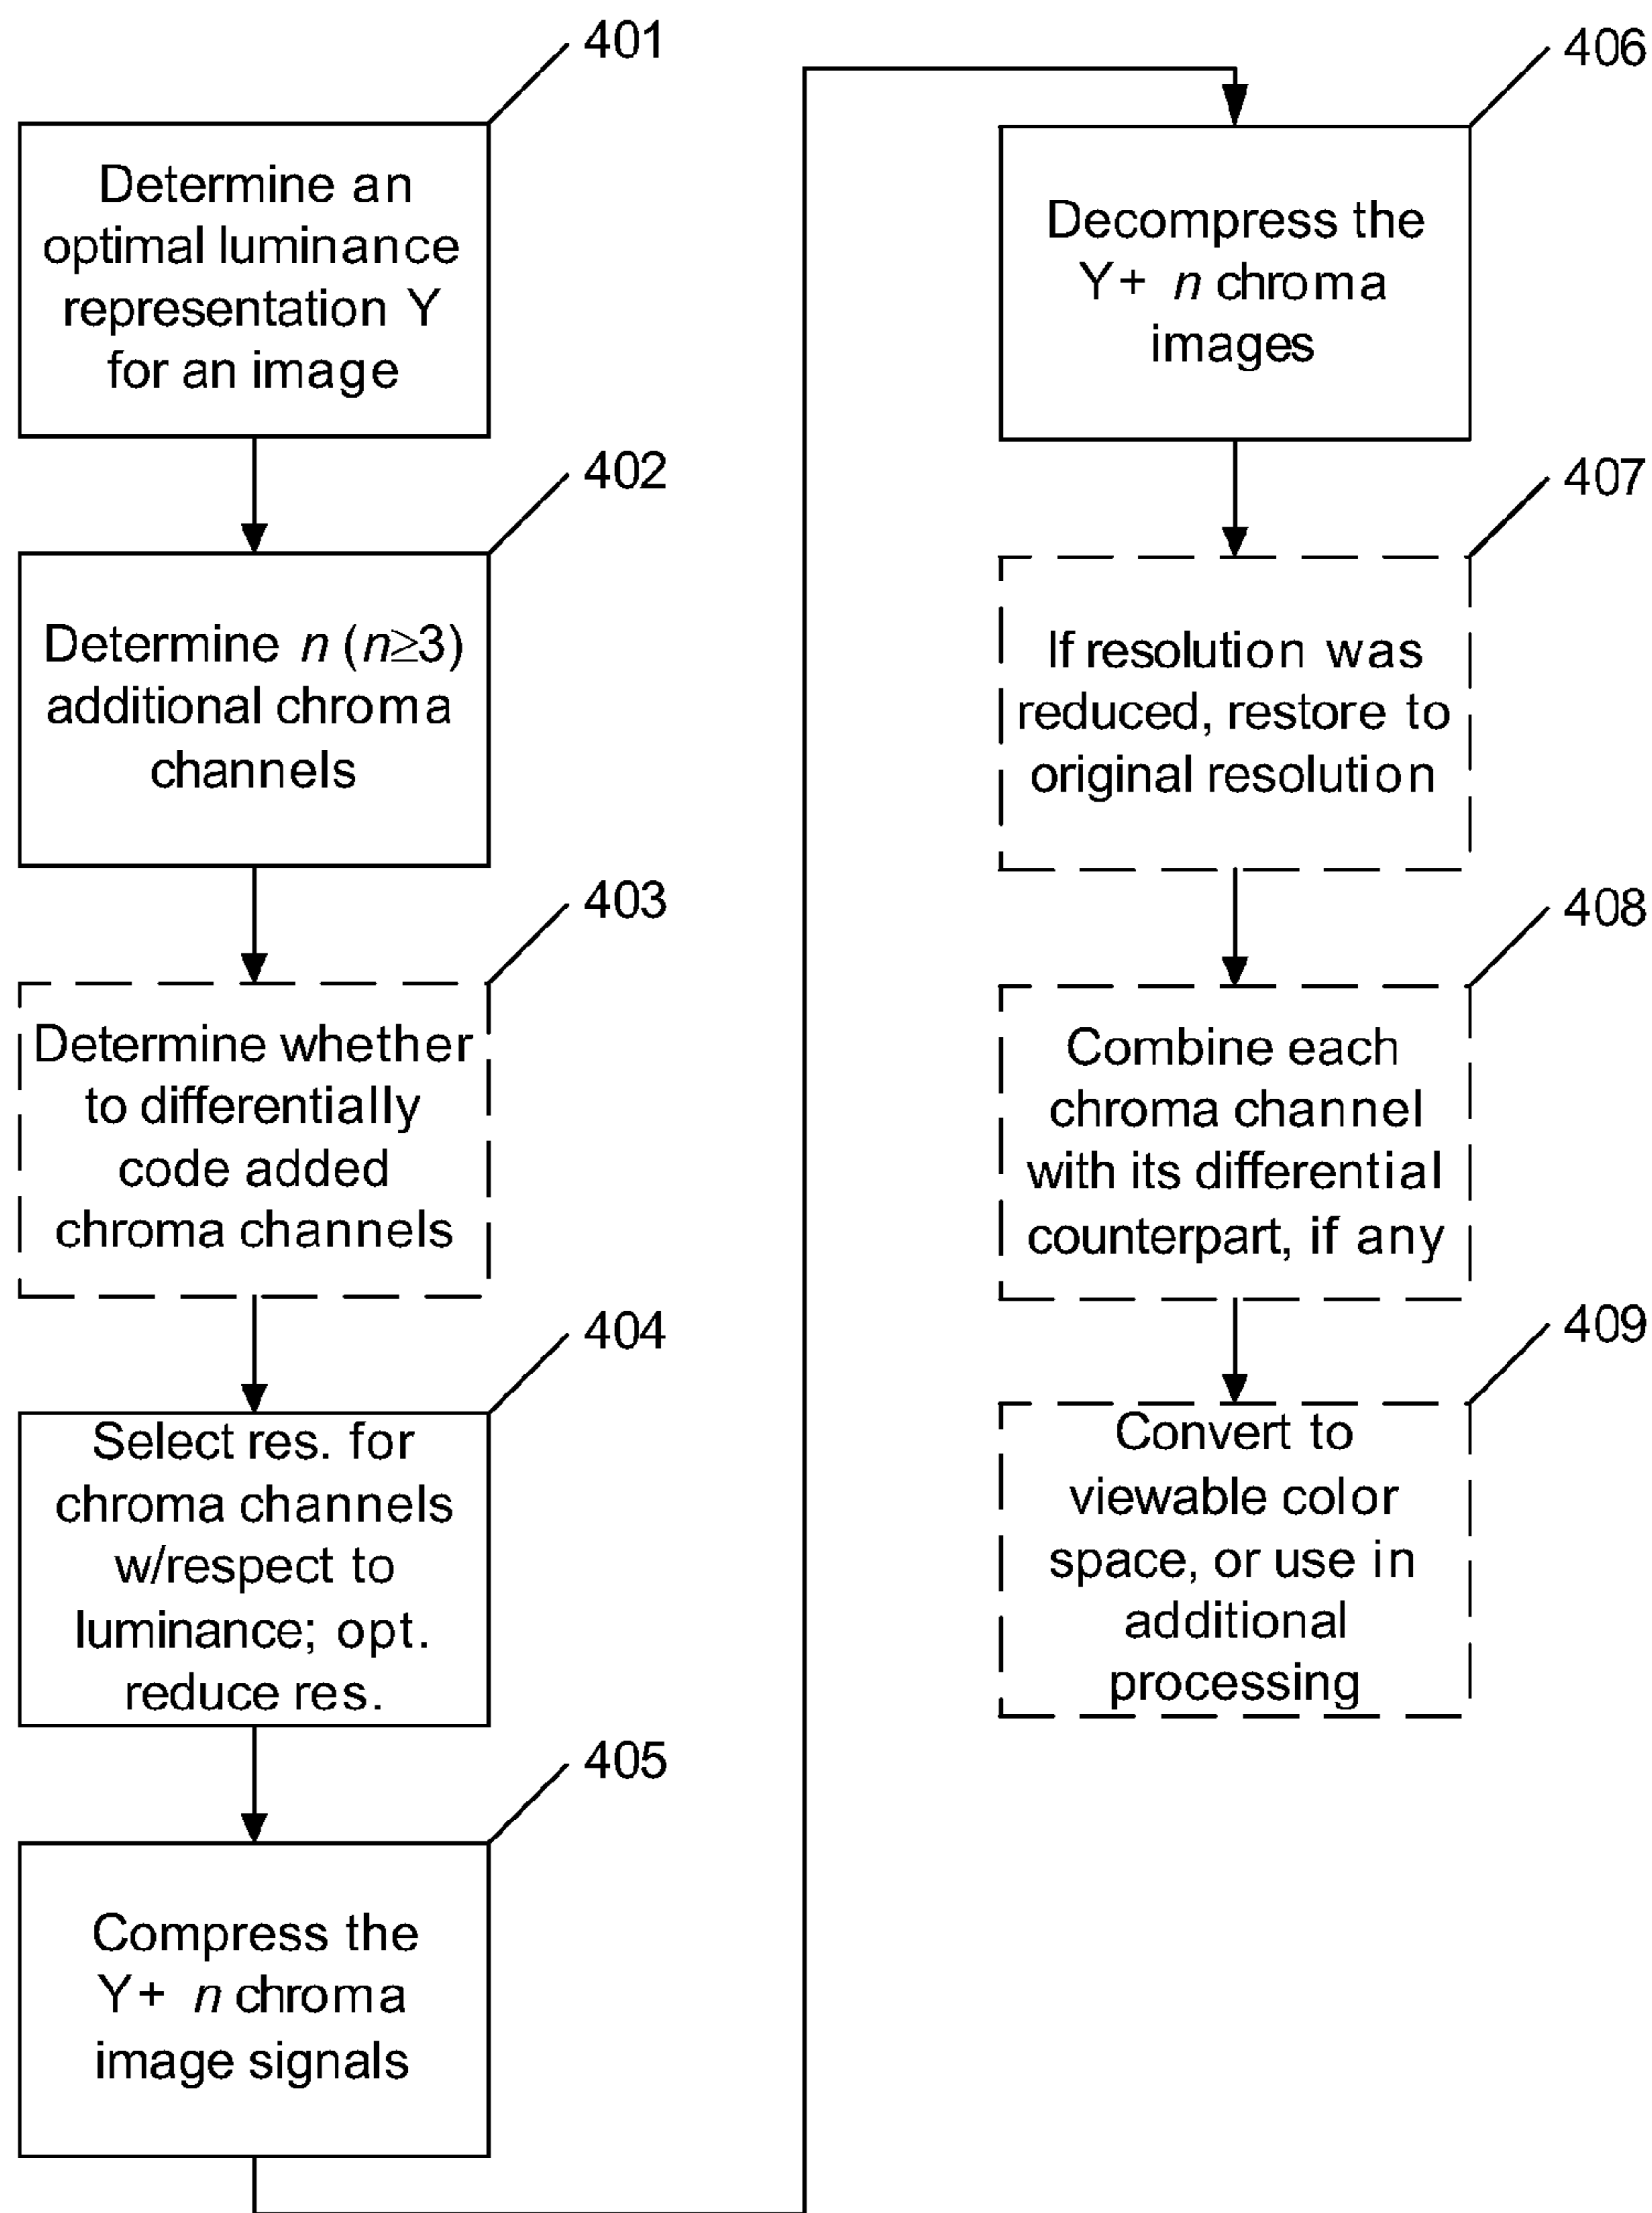 401
Determine an
optimal luminance
representation Y
for an image
402
Determine n (n≥3)
additional chroma
channels
403
Determine whether
to differentially
code added
chroma channels
404
Select res. for
chroma channels
w/respect to
luminance; opt.
reduce res.
405
Compress the
Y+ n chroma
image signals
406
Decompress the
Y+ n chroma
images
407
If resolution was
reduced, restore to
original resolution
408
Combine each
chroma channel
with its differential
counterpart, if any
409
Convert to
viewable color
space, or use in
additional
processing